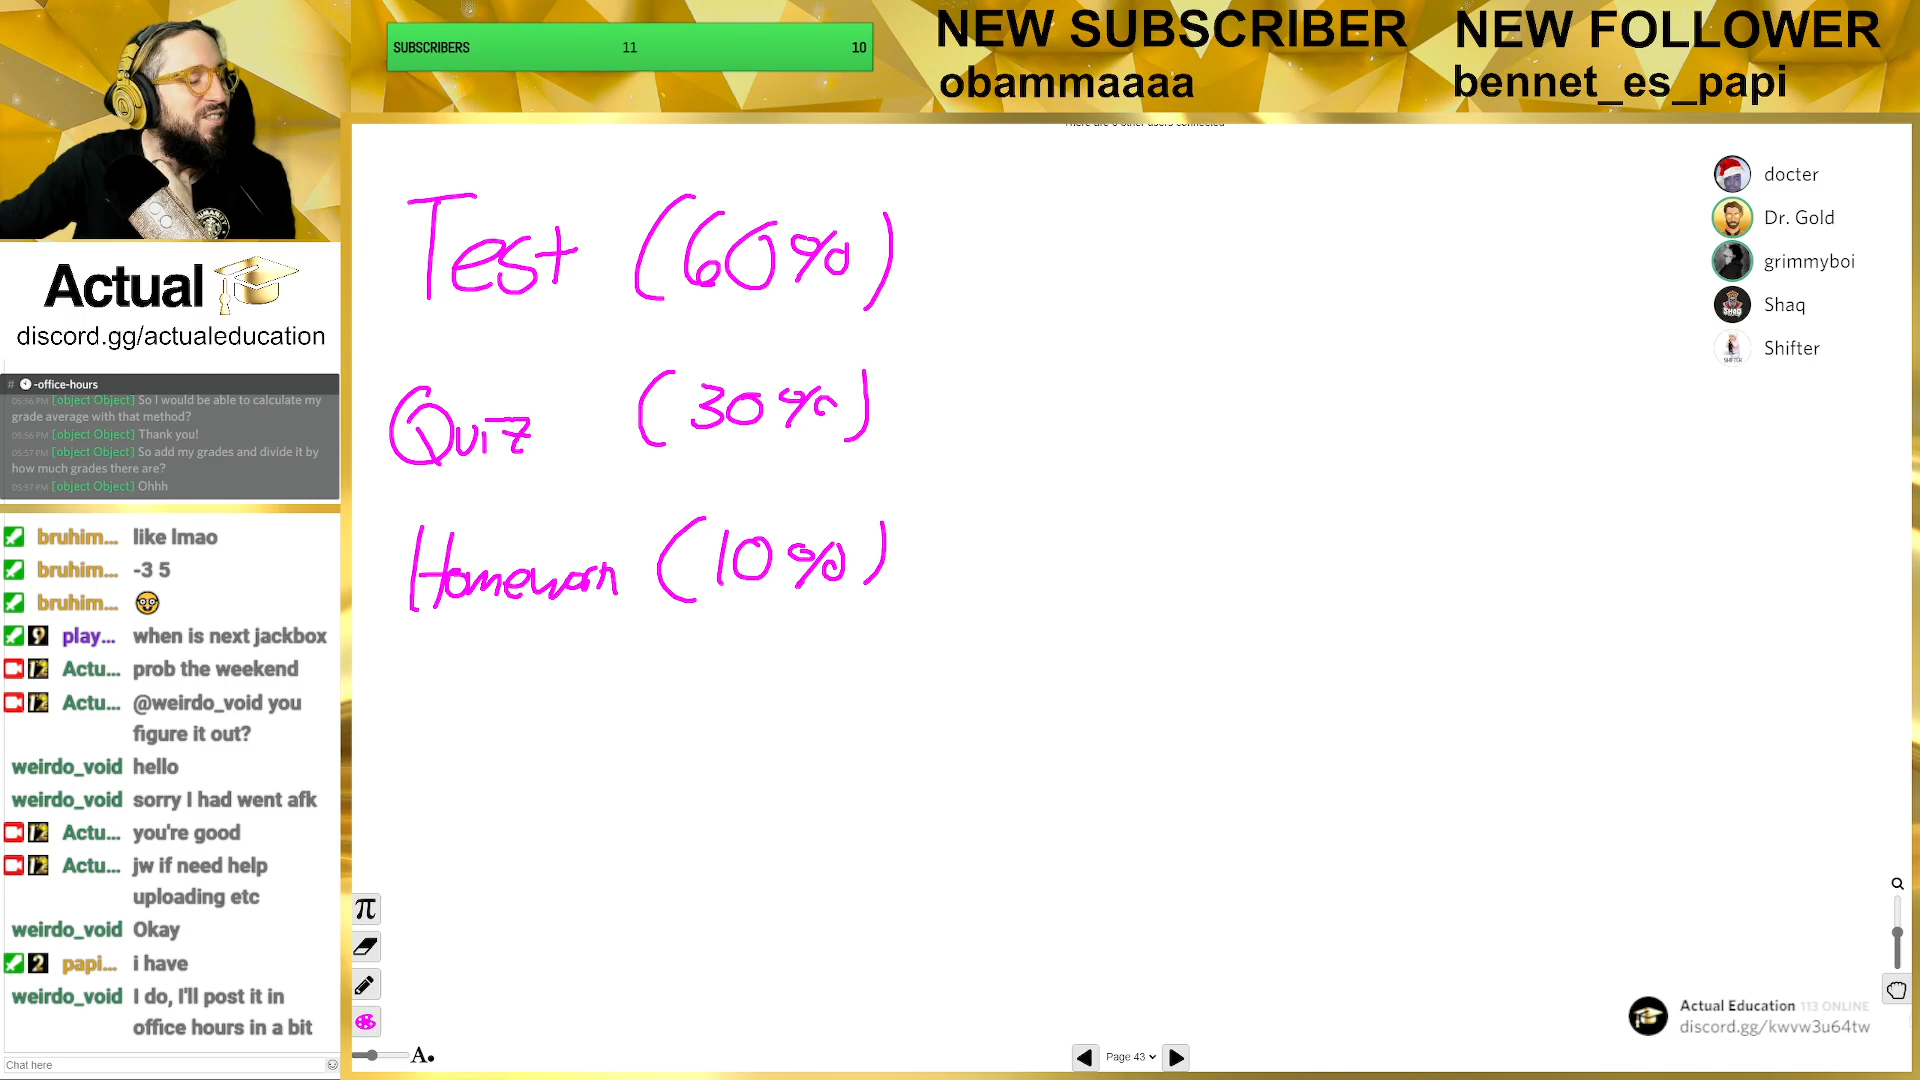 SUBSCRIBERS 11 10
NEW SUBSCRIBER
obammaaaa
NEW FOLLOWER
bennet_es_papi
Actual
discord.gg/actualeducation
# -office-hours
05:56 PM [object Object] So I would be able to calculate my
grade average with that method?
05:56 PM [object Object] Thank you!
05:57 PM [object Object] So add my grades and divide it by
how much grades there are?
05:57 PM [object Object] Ohhh
bruhim... like lmao
bruhim... -3 5
bruhim...
9 play... when is next jackbox
12 Actu... prob the weekend
12 Actu... @weirdo_void you
figure it out?
weirdo_void hello
weirdo_void sorry I had went afk
12 Actu... you're good
12 Actu... jw if need help
uploading etc
weirdo_void Okay
2 papi... i have
weirdo_void I do, I'll post it in
office hours in a bit
Chat here
Test (60%)
Quiz (30%)
Homework (10%)
docter
Dr. Gold
grimmyboi
Shaq
Shifter
π
A.
Page 43
Actual Education 113 ONLINE
discord.gg/kwvw3u64tw